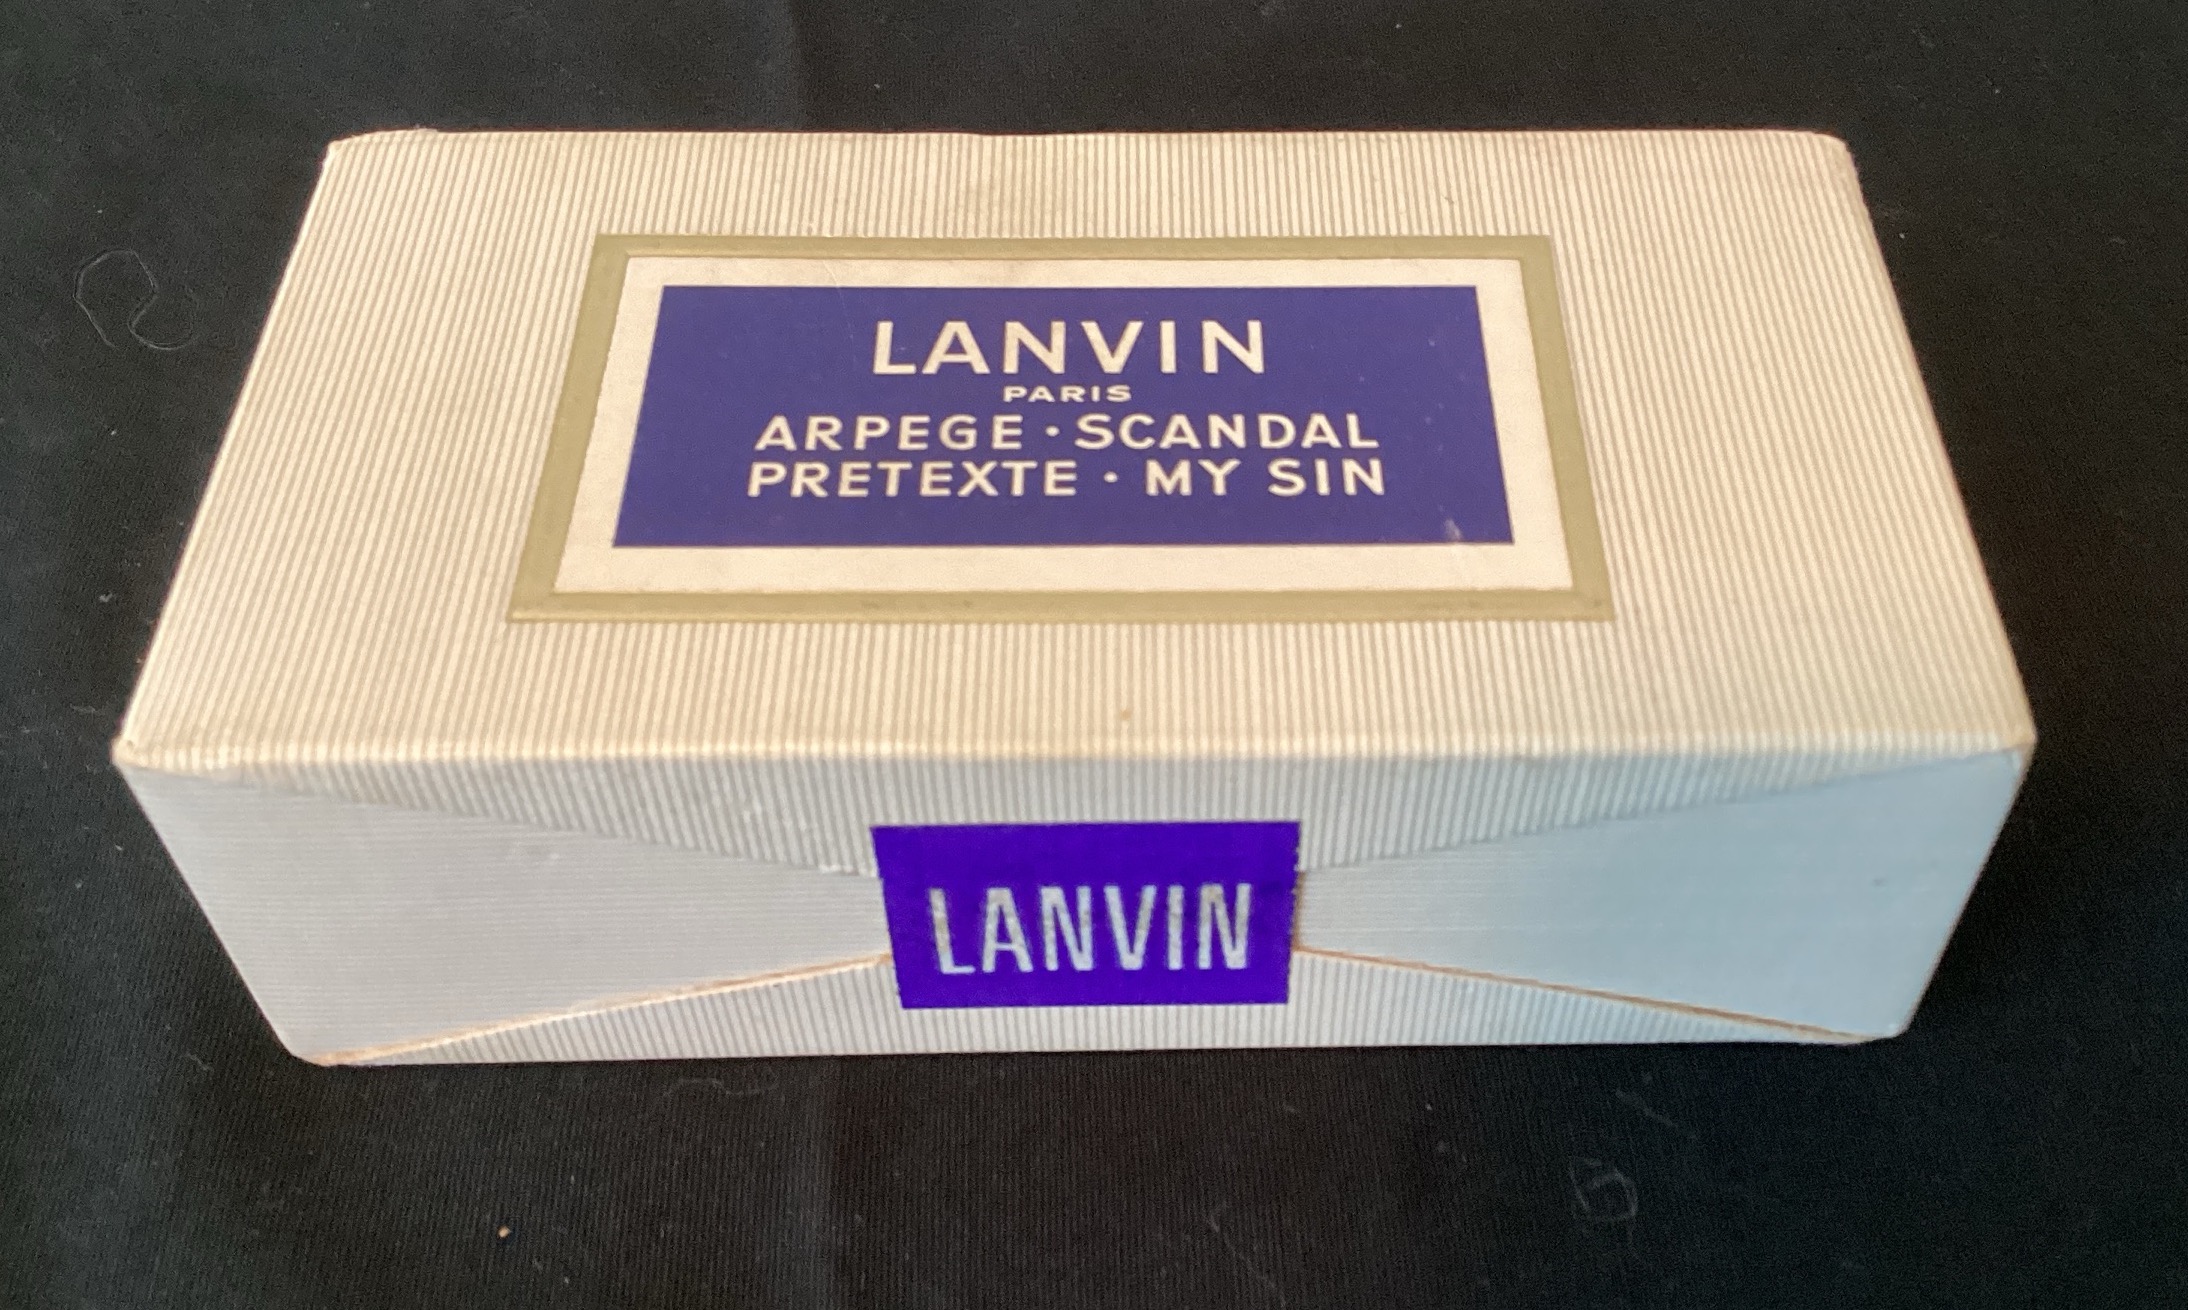 LANVIN
PARIS
ARPEGE · SCANDAL
PRETEXTE · MY SIN
LANVIN